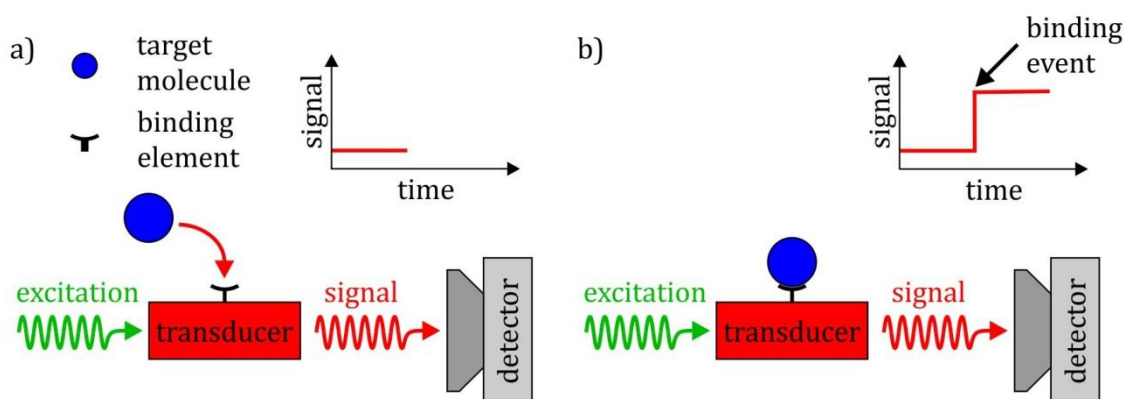 a)
target
molecule
binding
element
signal
time
excitation
transducer
signal
detector
b)
binding
event
signal
time
excitation
transducer
signal
detector